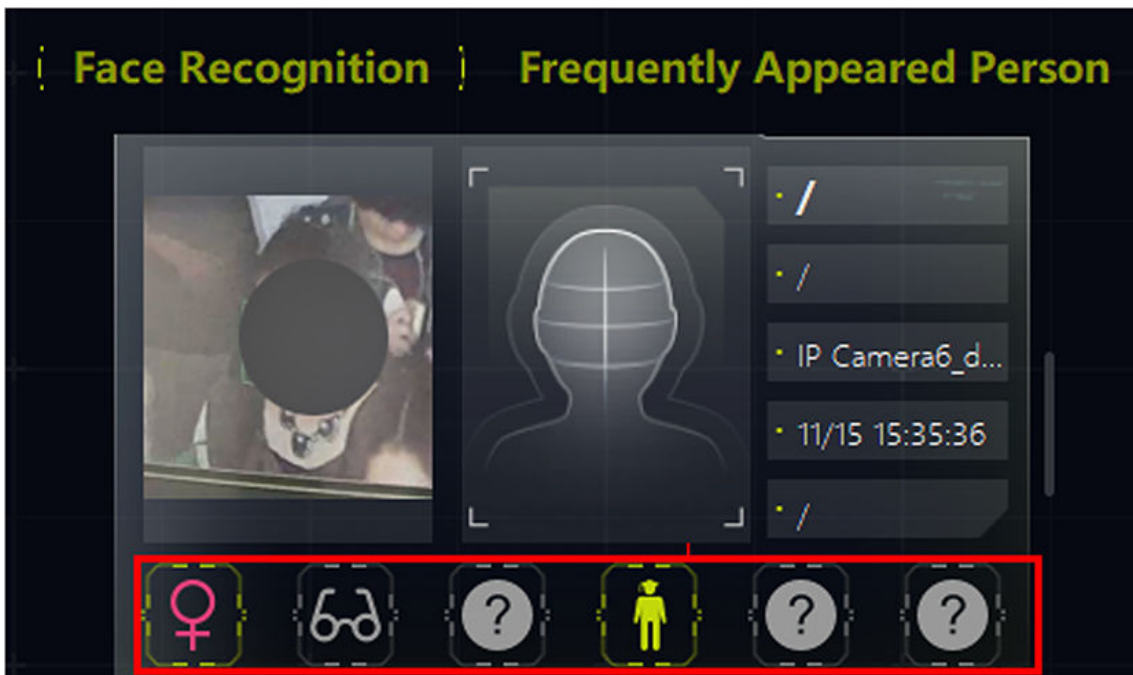 Face Recognition
Frequently Appeared Person
/
/
IP Camera6_d...
11/15 15:35:36
/
? ? ?